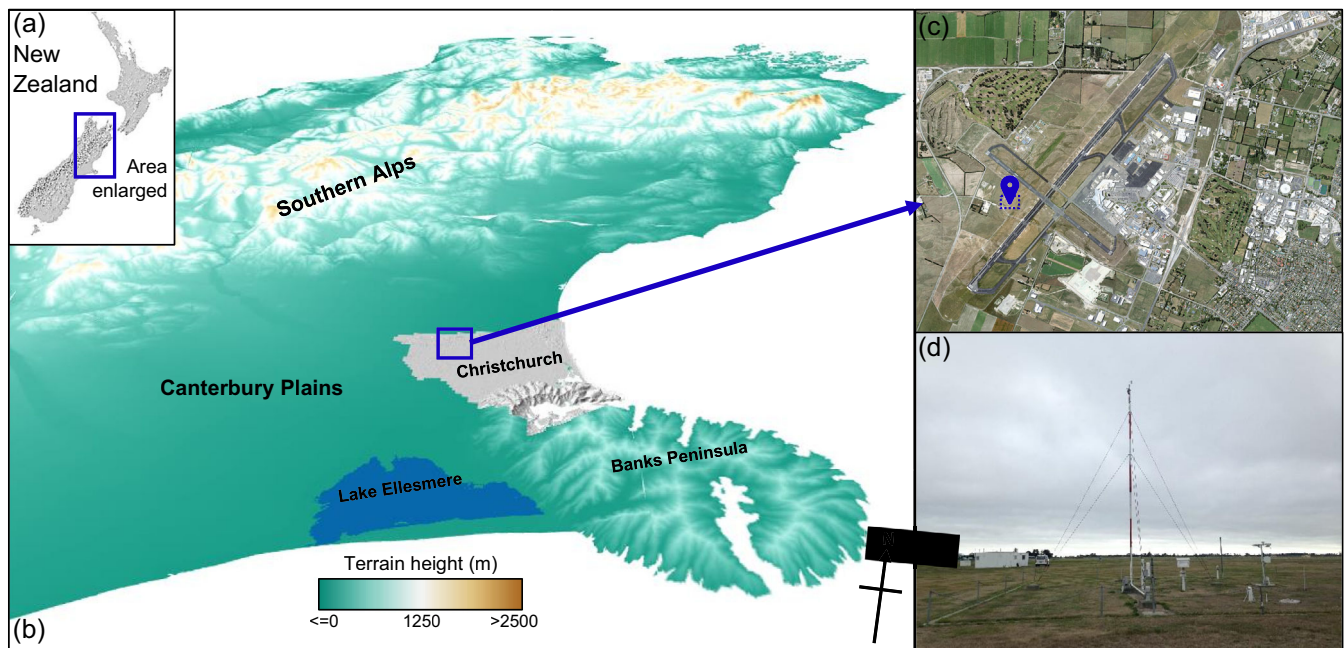 (a)
New
Zealand
Area
enlarged
Southern Alps
Canterbury Plains
Christchurch
Banks Peninsula
Lake Ellesmere
Terrain height (m)
<=0 1250 >2500
(b)
N
(c)
(d)